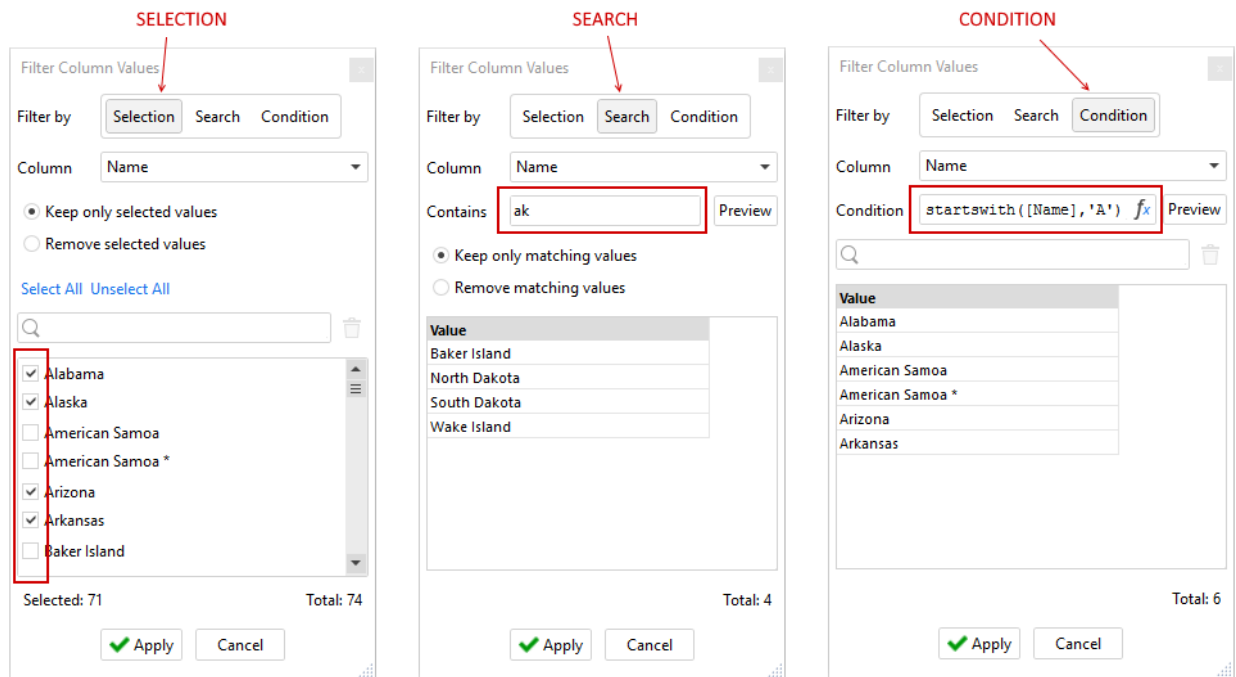 SELECTION
Filter Column Values
x
Filter by Selection Search Condition
Column Name
Keep only selected values
Remove selected values
Select All Unselect All
Alabama
Alaska
American Samoa
American Samoa *
Arizona
Arkansas
Baker Island
Selected: 71 Total: 74
Apply Cancel
SEARCH
Filter Column Values
x
Filter by Selection Search Condition
Column Name
Contains ak Preview
Keep only matching values
Remove matching values
Value
Baker Island
North Dakota
South Dakota
Wake Island
Total: 4
Apply Cancel
CONDITION
Filter Column Values
x
Filter by Selection Search Condition
Column Name
Condition startswith([Name],'A') fx Preview
Value
Alabama
Alaska
American Samoa
American Samoa *
Arizona
Arkansas
Total: 6
Apply Cancel